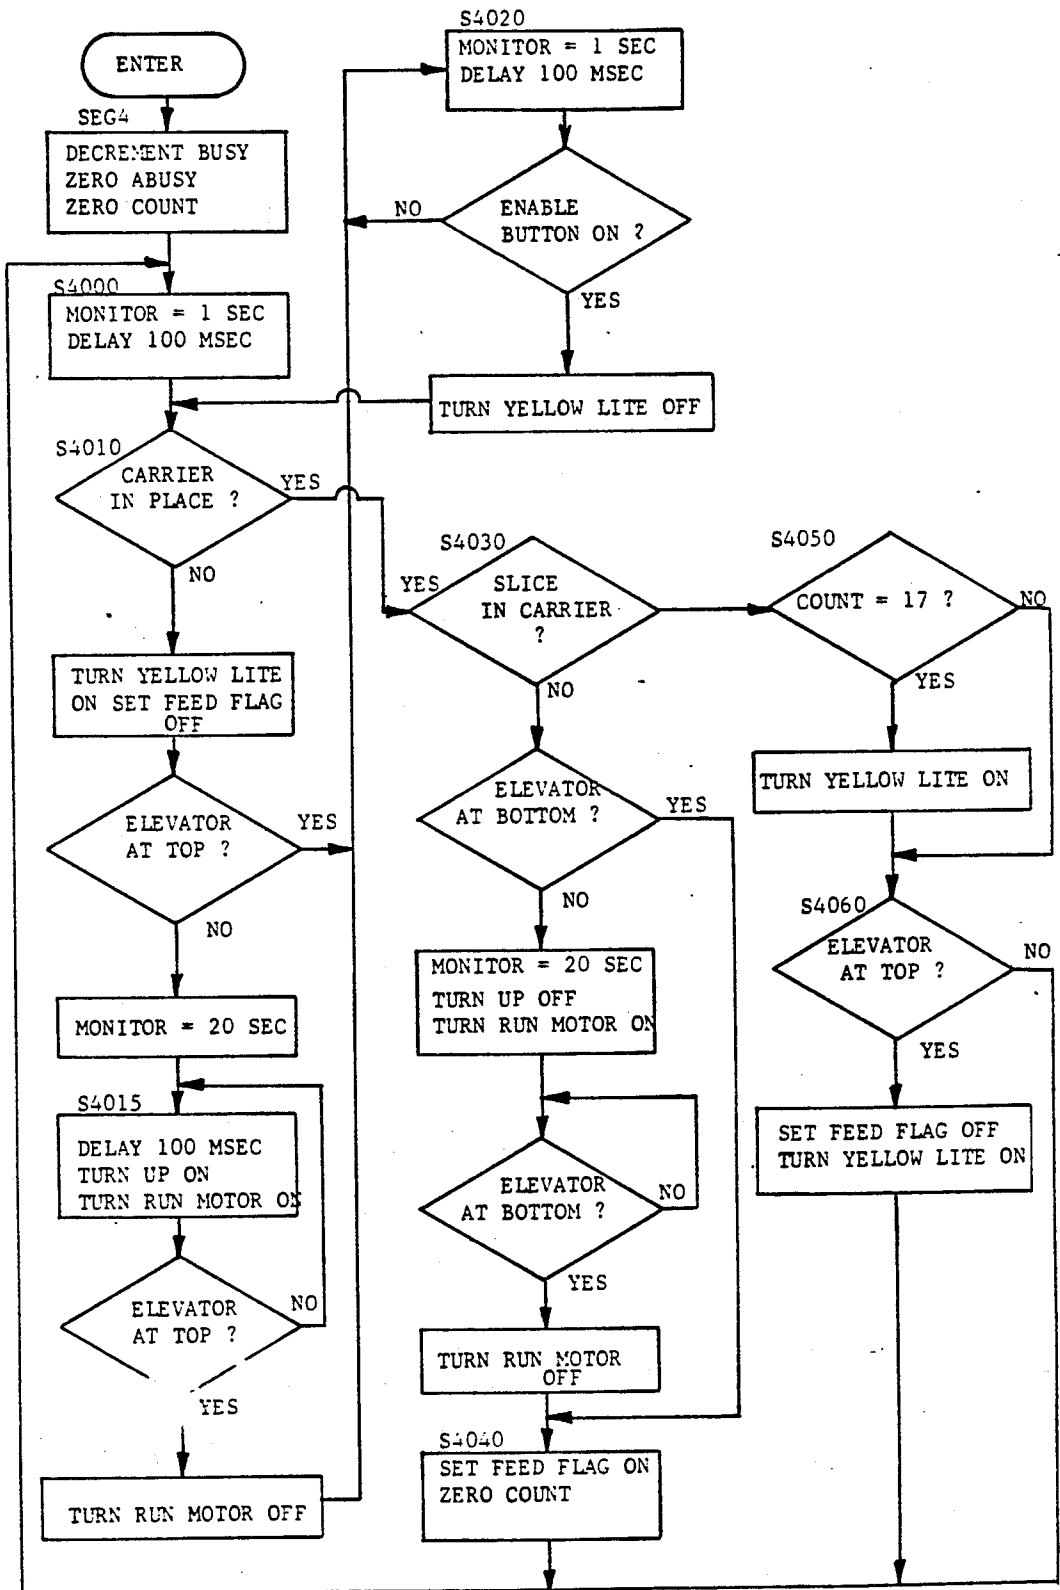 ENTER
SEG4
DECREMENT BUSY
ZERO ABUSY
ZERO COUNT
S4000
MONITOR = 1 SEC
DELAY 100 MSEC
S4010
CARRIER
IN PLACE ?
YES
NO
TURN YELLOW LITE
ON SET FEED FLAG
OFF
ELEVATOR
AT TOP ?
YES
NO
MONITOR = 20 SEC
S4015
DELAY 100 MSEC
TURN UP ON
TURN RUN MOTOR ON
ELEVATOR
AT TOP ?
NO
YES
TURN RUN MOTOR OFF
S4020
MONITOR = 1 SEC
DELAY 100 MSEC
ENABLE
BUTTON ON ?
NO
YES
TURN YELLOW LITE OFF
S4030
YES
SLICE
IN CARRIER
?
NO
ELEVATOR
AT BOTTOM ?
YES
NO
MONITOR = 20 SEC
TURN UP OFF
TURN RUN MOTOR ON
ELEVATOR
AT BOTTOM ?
NO
YES
TURN RUN MOTOR
OFF
S4040
SET FEED FLAG ON
ZERO COUNT
S4050
COUNT = 17 ?
NO
YES
TURN YELLOW LITE ON
S4060
ELEVATOR
AT TOP ?
NO
YES
SET FEED FLAG OFF
TURN YELLOW LITE ON